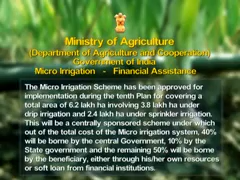 Ministry of Agriculture
(Department of Agriculture and Cooperation)
Government of India
Micro Irrigation - Financial Assistance
The Micro Irrigation Scheme has been approved for
implementation during the tenth Plan for covering a
total area of 6.2 lakh ha involving 3.8 lakh ha under
drip irrigation and 2.4 lakh ha under sprinkler irrigation.
This will be a centrally sponsored scheme under which
out of the total cost of the Micro irrigation system, 40%
will be borne by the central Government, 10% by the
State government and the remaining 50% will be borne
by the beneficiary, either through his/her own resources
or soft loan from financial institutions.